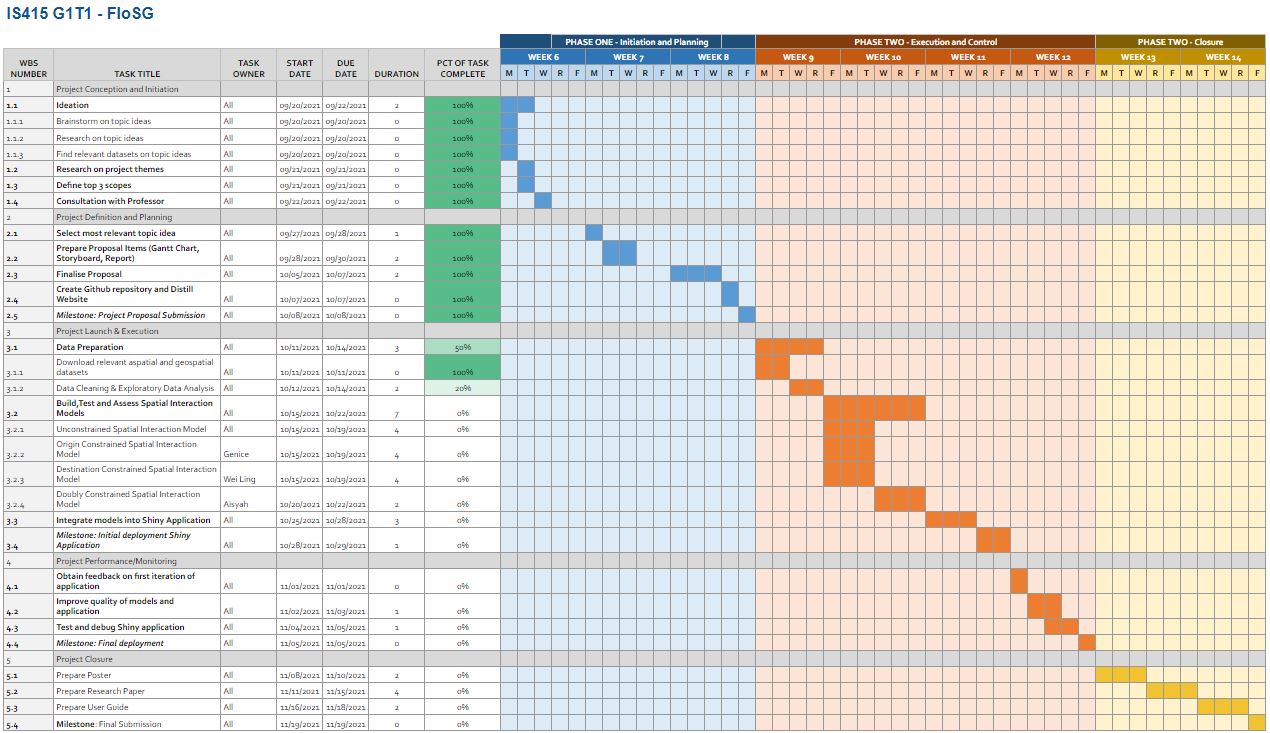 IS415 G1T1 - FloSG
PHASE ONE - Initiation and Planning PHASE TWO - Execution and Control PHASE TWO - Closure
WBS NUMBER TASK TITLE TASK OWNER START DATE DUE DATE DURATION PCT OF TASK COMPLETE WEEK 6 WEEK 7 WEEK 8 WEEK 9 WEEK 10 WEEK 11 WEEK 12 WEEK 13 WEEK 14
M T W R F M T W R F M T W R F M T W R F M T W R F M T W R F M T W R F M T W R F M T W R F
1 Project Conception and Initiation
1.1 Ideation All 09/20/2021 09/22/2021 2 100%
1.1.1 Brainstorm on topic ideas All 09/20/2021 09/20/2021 0 100%
1.1.2 Research on topic ideas All 09/20/2021 09/20/2021 0 100%
1.1.3 Find relevant datasets on topic ideas All 09/20/2021 09/20/2021 0 100%
1.2 Research on project themes All 09/21/2021 09/21/2021 0 100%
1.3 Define top 3 scopes All 09/21/2021 09/21/2021 0 100%
1.4 Consultation with Professor All 09/22/2021 09/22/2021 0 100%
2 Project Definition and Planning
2.1 Select most relevant topic idea All 09/27/2021 09/28/2021 1 100%
2.2 Prepare Proposal Items (Gantt Chart, Storyboard, Report) All 09/28/2021 09/30/2021 2 100%
2.3 Finalise Proposal All 10/05/2021 10/07/2021 2 100%
2.4 Create Github repository and Distill Website All 10/07/2021 10/07/2021 0 100%
2.5 Milestone: Project Proposal Submission All 10/08/2021 10/08/2021 0 100%
3 Project Launch & Execution
3.1 Data Preparation All 10/11/2021 10/14/2021 3 50%
3.1.1 Download relevant aspatial and geospatial datasets All 10/11/2021 10/11/2021 0 100%
3.1.2 Data Cleaning & Exploratory Data Analysis All 10/12/2021 10/14/2021 2 20%
3.2 Build,Test and Assess Spatial Interaction Models All 10/15/2021 10/22/2021 7 0%
3.2.1 Unconstrained Spatial Interaction Model All 10/15/2021 10/19/2021 4 0%
3.2.2 Origin Constrained Spatial Interaction Model Genice 10/15/2021 10/19/2021 4 0%
3.2.3 Destination Constrained Spatial Interaction Model Wei Ling 10/15/2021 10/19/2021 4 0%
3.2.4 Doubly Constrained Spatial Interaction Model Aisyah 10/20/2021 10/22/2021 2 0%
3.3 Integrate models into Shiny Application All 10/25/2021 10/28/2021 3 0%
3.4 Milestone: Initial deployment Shiny Application All 10/28/2021 10/29/2021 1 0%
4 Project Performance/Monitoring
4.1 Obtain feedback on first iteration of application All 11/01/2021 11/01/2021 0 0%
4.2 Improve quality of models and application All 11/02/2021 11/03/2021 1 0%
4.3 Test and debug Shiny application All 11/04/2021 11/05/2021 1 0%
4.4 Milestone: Final deployment All 11/05/2021 11/05/2021 0 0%
5 Project Closure
5.1 Prepare Poster All 11/08/2021 11/10/2021 2 0%
5.2 Prepare Research Paper All 11/11/2021 11/15/2021 4 0%
5.3 Prepare User Guide All 11/16/2021 11/18/2021 2 0%
5.4 Milestone: Final Submission All 11/19/2021 11/19/2021 0 0%